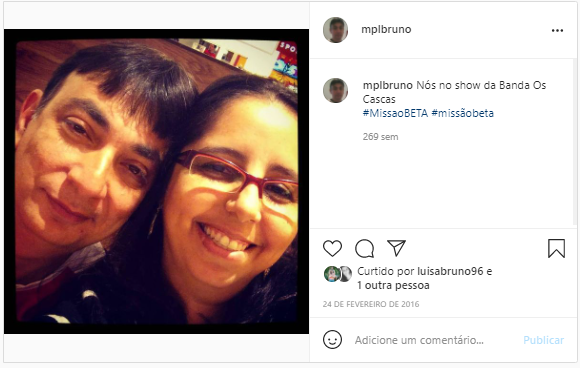 SPO
mplbruno
mplbruno Nós no show da Banda Os
Cascas
#MissaoBETA #missãobeta
269 sem
Curtido por luisabruno96 e
1 outra pessoa
24 DE FEVEREIRO DE 2016
Adicione um comentário...
Publicar